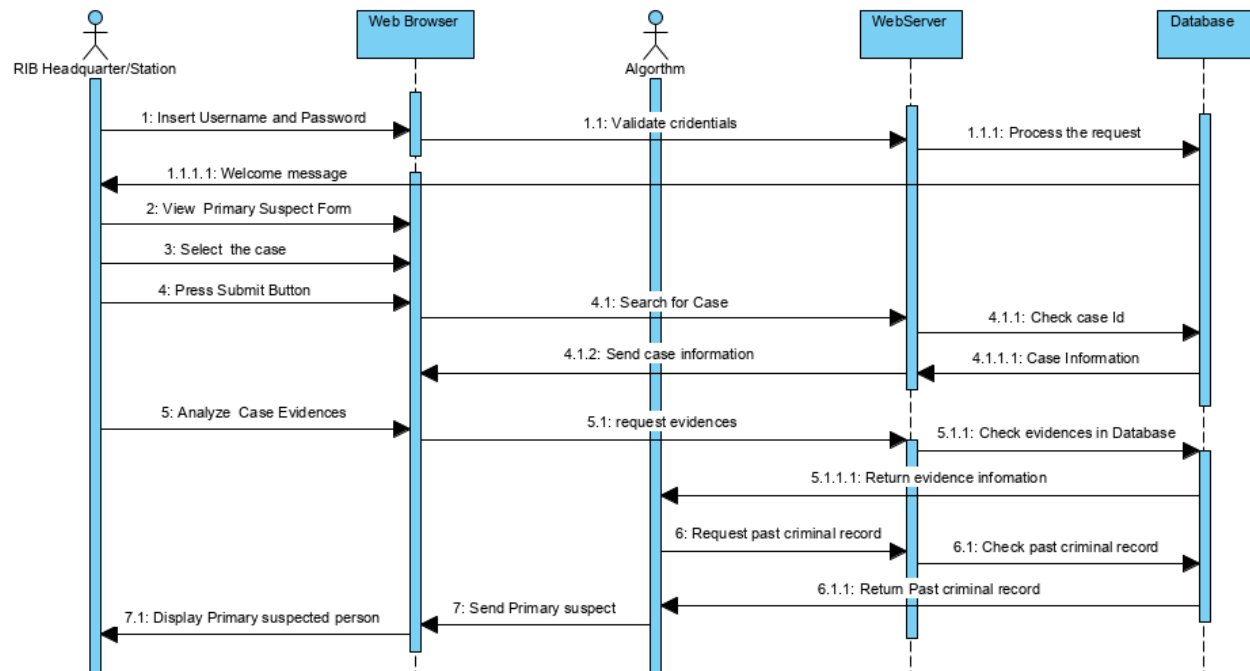 Web Browser
WebServer
Database
RIB Headquarter/Station
Algorthm
1: Insert Username and Password
1.1: Validate cridentials
1.1.1: Process the request
1.1.1.1: Welcome message
2: View Primary Suspect Form
3: Select the case
4: Press Submit Button
4.1: Search for Case
4.1.1: Check case Id
4.1.2: Send case information
4.1.1.1: Case Information
5: Analyze Case Evidences
5.1: request evidences
5.1.1: Check evidences in Database
5.1.1.1: Return evidence infomation
6: Request past criminal record
6.1: Check past criminal record
6.1.1: Return Past criminal record
7: Send Primary suspect
7.1: Display Primary suspected person